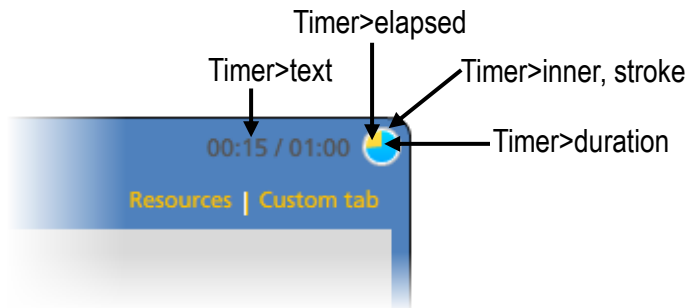 Timer>elapsed
Timer>text
Timer>inner, stroke
Timer>duration
00:15 / 01:00
Resources | Custom tab